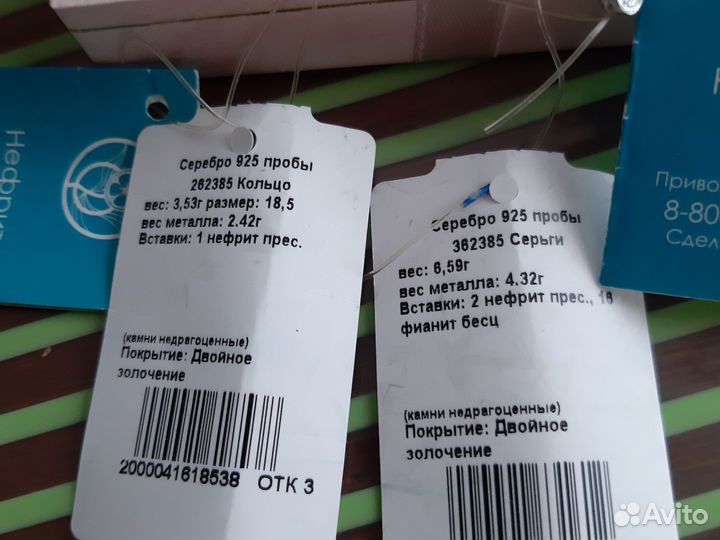 Нефрит
Серебро 925 пробы
262385 Кольцо
вес: 3,53г размер: 18,5
вес металла: 2.42г
Вставки: 1 нефрит прес.
(камни недрагоценные)
Покрытие: Двойное
золочение
2000041618538 ОТК 3
Серебро 925 пробы
362385 Серьги
вес: 6,59г
вес металла: 4.32г
Вставки: 2 нефрит прес., 16
фианит бесц
(камни недрагоценные)
Покрытие: Двойное
золочение
Приво
8-80
Сдел
Avito